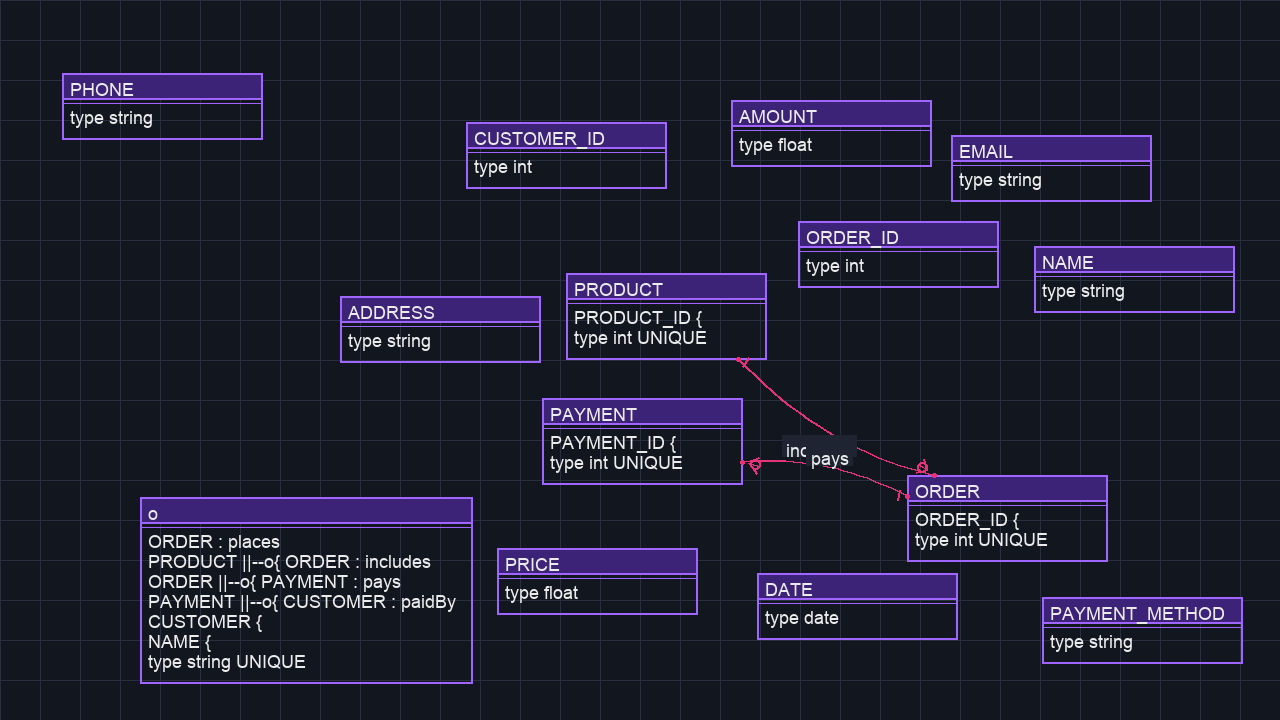 PHONE
type string
CUSTOMER_ID
type int
AMOUNT
type float
EMAIL
type string
ORDER_ID
type int
NAME
type string
PRODUCT
PRODUCT_ID {
type int UNIQUE
ADDRESS
type string
PAYMENT
PAYMENT_ID {
type int UNIQUE
pays
ORDER
ORDER_ID {
type int UNIQUE
o
ORDER : places
PRODUCT ||--o{ ORDER : includes
ORDER ||--o{ PAYMENT : pays
PAYMENT ||--o{ CUSTOMER : paidBy
CUSTOMER {
NAME {
type string UNIQUE
PRICE
type float
DATE
type date
PAYMENT_METHOD
type string